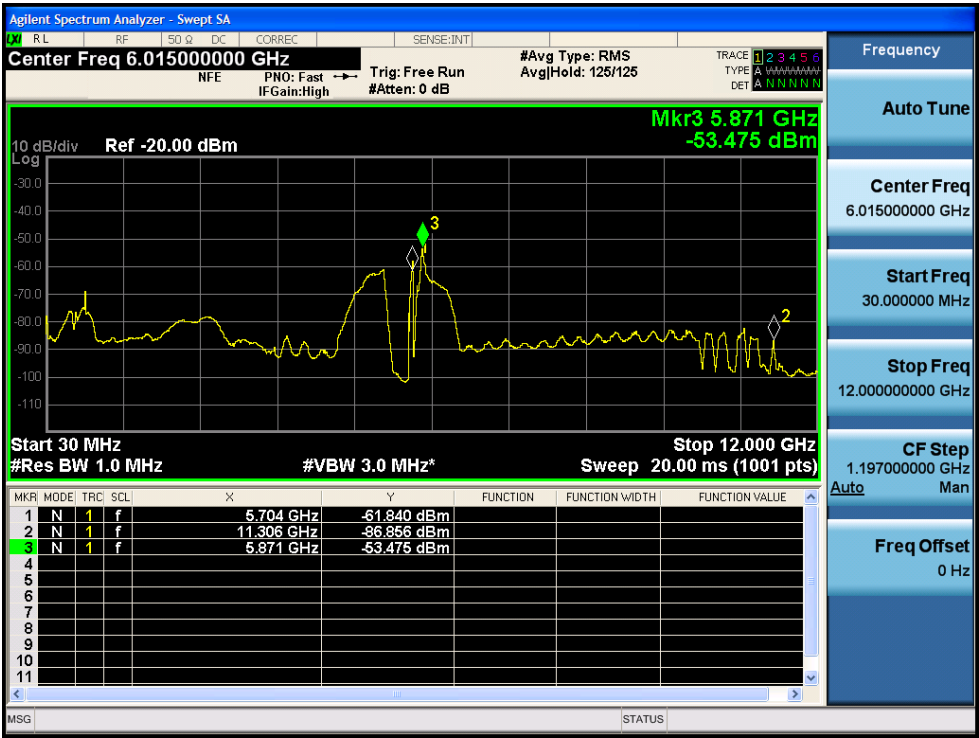 Agilent Spectrum Analyzer - Swept SA
LXI RL RF 50 Ω DC CORREC SENSE:INT
Center Freq 6.015000000 GHz
NFE PNO: Fast IFGain:High
Trig: Free Run
#Atten: 0 dB
#Avg Type: RMS
Avg|Hold: 125/125
TRACE 1 2 3 4 5 6
TYPE A WWWWW
DET A N N N N N
Mkr3 5.871 GHz
-53.475 dBm
10 dB/div Ref -20.00 dBm
Log
-30.0
-40.0
-50.0
-60.0
-70.0
-80.0
-90.0
-100
-110
3
2
Start 30 MHz Stop 12.000 GHz
#Res BW 1.0 MHz #VBW 3.0 MHz* Sweep 20.00 ms (1001 pts)
MKR MODE TRC SCL X Y FUNCTION FUNCTION WIDTH FUNCTION VALUE
1 N 1 f 5.704 GHz -61.840 dBm
2 N 1 f 11.306 GHz -86.856 dBm
3 N 1 f 5.871 GHz -53.475 dBm
4
5
6
7
8
9
10
11
MSG STATUS
Frequency
Auto Tune
Center Freq
6.015000000 GHz
Start Freq
30.000000 MHz
Stop Freq
12.000000000 GHz
CF Step
1.197000000 GHz
Auto Man
Freq Offset
0 Hz